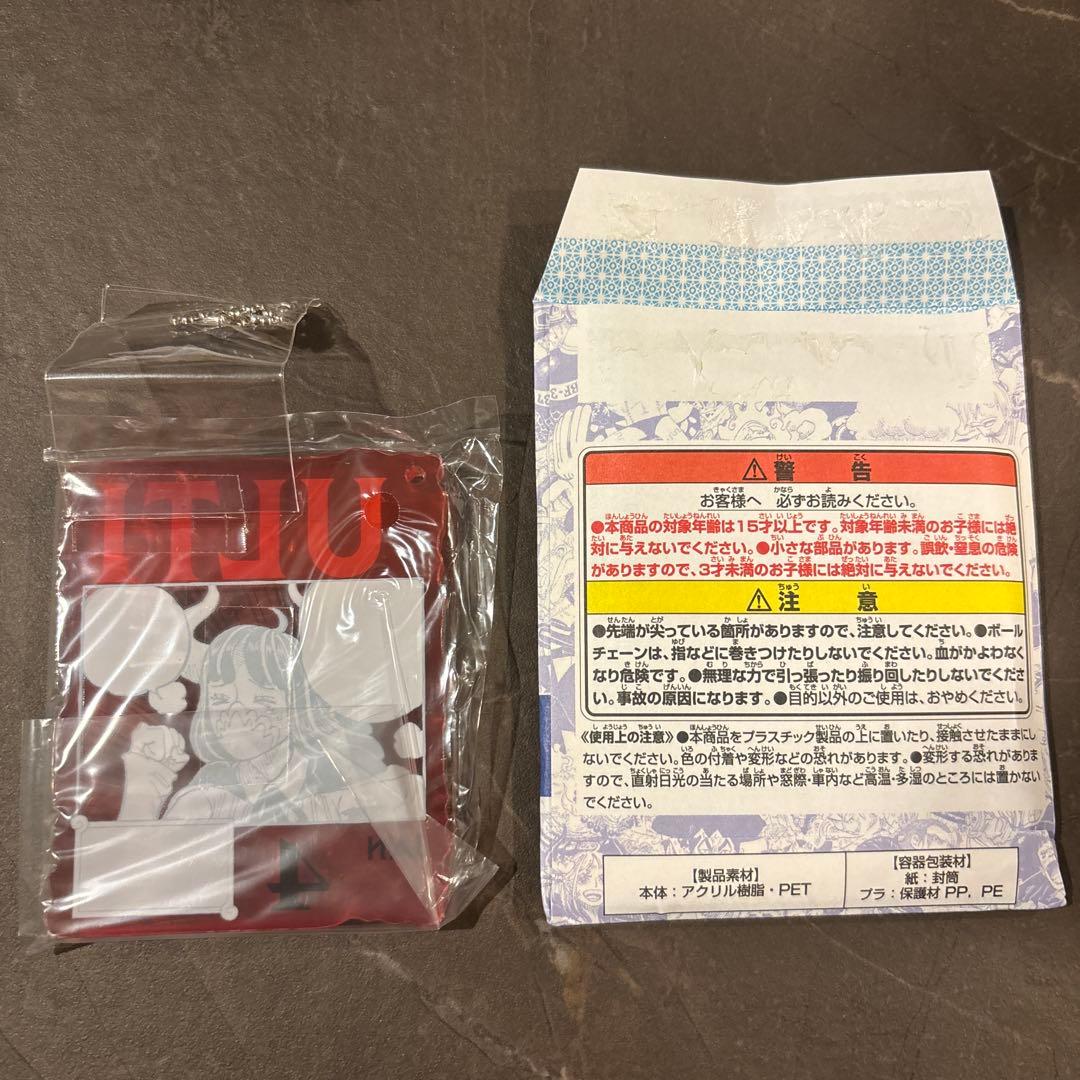 ULTI
4
警告
お客様へ 必ずお読みください。
●本商品の対象年齢は15才以上です。対象年齢未満のお子様には絶
対に与えないでください。●小さな部品があります。誤飲・窒息の危険
がありますので、3才未満のお子様には絶対に与えないでください。
注意
●先端が尖っている箇所がありますので、注意してください。●ボール
チェーンは、指などに巻きつけたりしないでください。血がかよわなく
なり危険です。●無理な力で引っ張ったり振り回したりしないでくださ
い。事故の原因になります。●目的以外のご使用は、おやめください。
《使用上の注意》●本商品をプラスチック製品の上に置いたり、接触させたままにし
ないでください。色の付着や変形などの恐れがあります。●変形する恐れがありま
すので、直射日光の当たる場所や窓際・車内など高温・多湿のところには置かない
でください。
【製品素材】
本体：アクリル樹脂・PET
【容器包装材】
紙：封筒
プラ：保護材 PP, PE